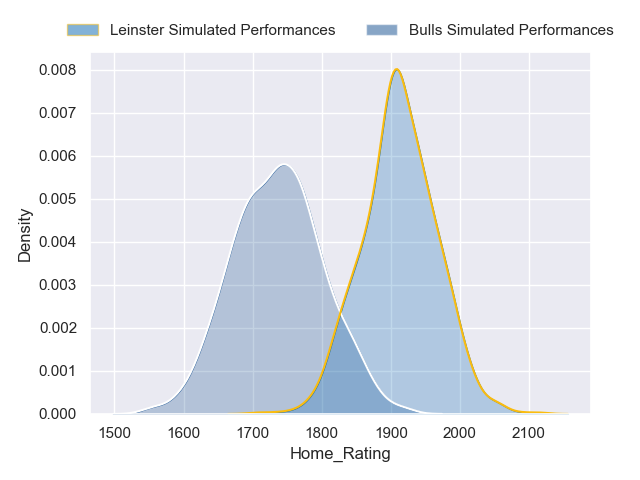 Leinster Simulated Performances Bulls Simulated Performances
0.008
0.007
0.006
0.005
0.004
0.003
0.002
0.001
0.000
Density
1500 1600 1700 1800 1900 2000 2100
Home_Rating